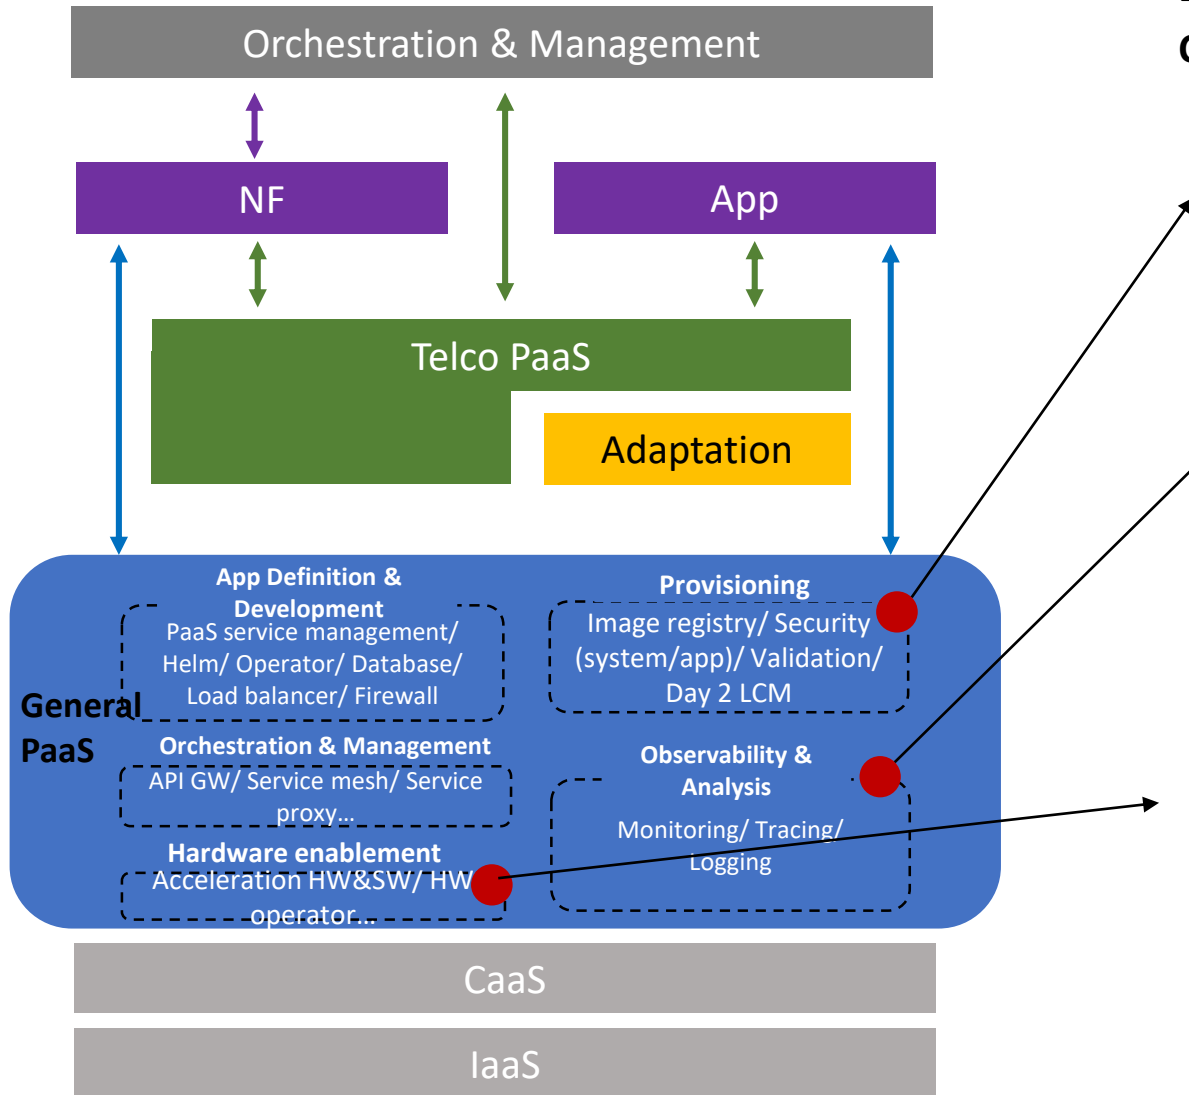 Orchestration & Management
NF
App
Telco PaaS
Adaptation
General
PaaS
App Definition &
Development
PaaS service management/
Helm/ Operator/ Database/
Load balancer/ Firewall
Provisioning
Image registry/ Security
(system/app)/ Validation/
Day 2 LCM
Orchestration & Management
API GW/ Service mesh/ Service
proxy…
Observability &
Analysis
Monitoring/ Tracing/
Logging
Hardware enablement
Acceleration HW&SW/ HW
operator…
CaaS
IaaS